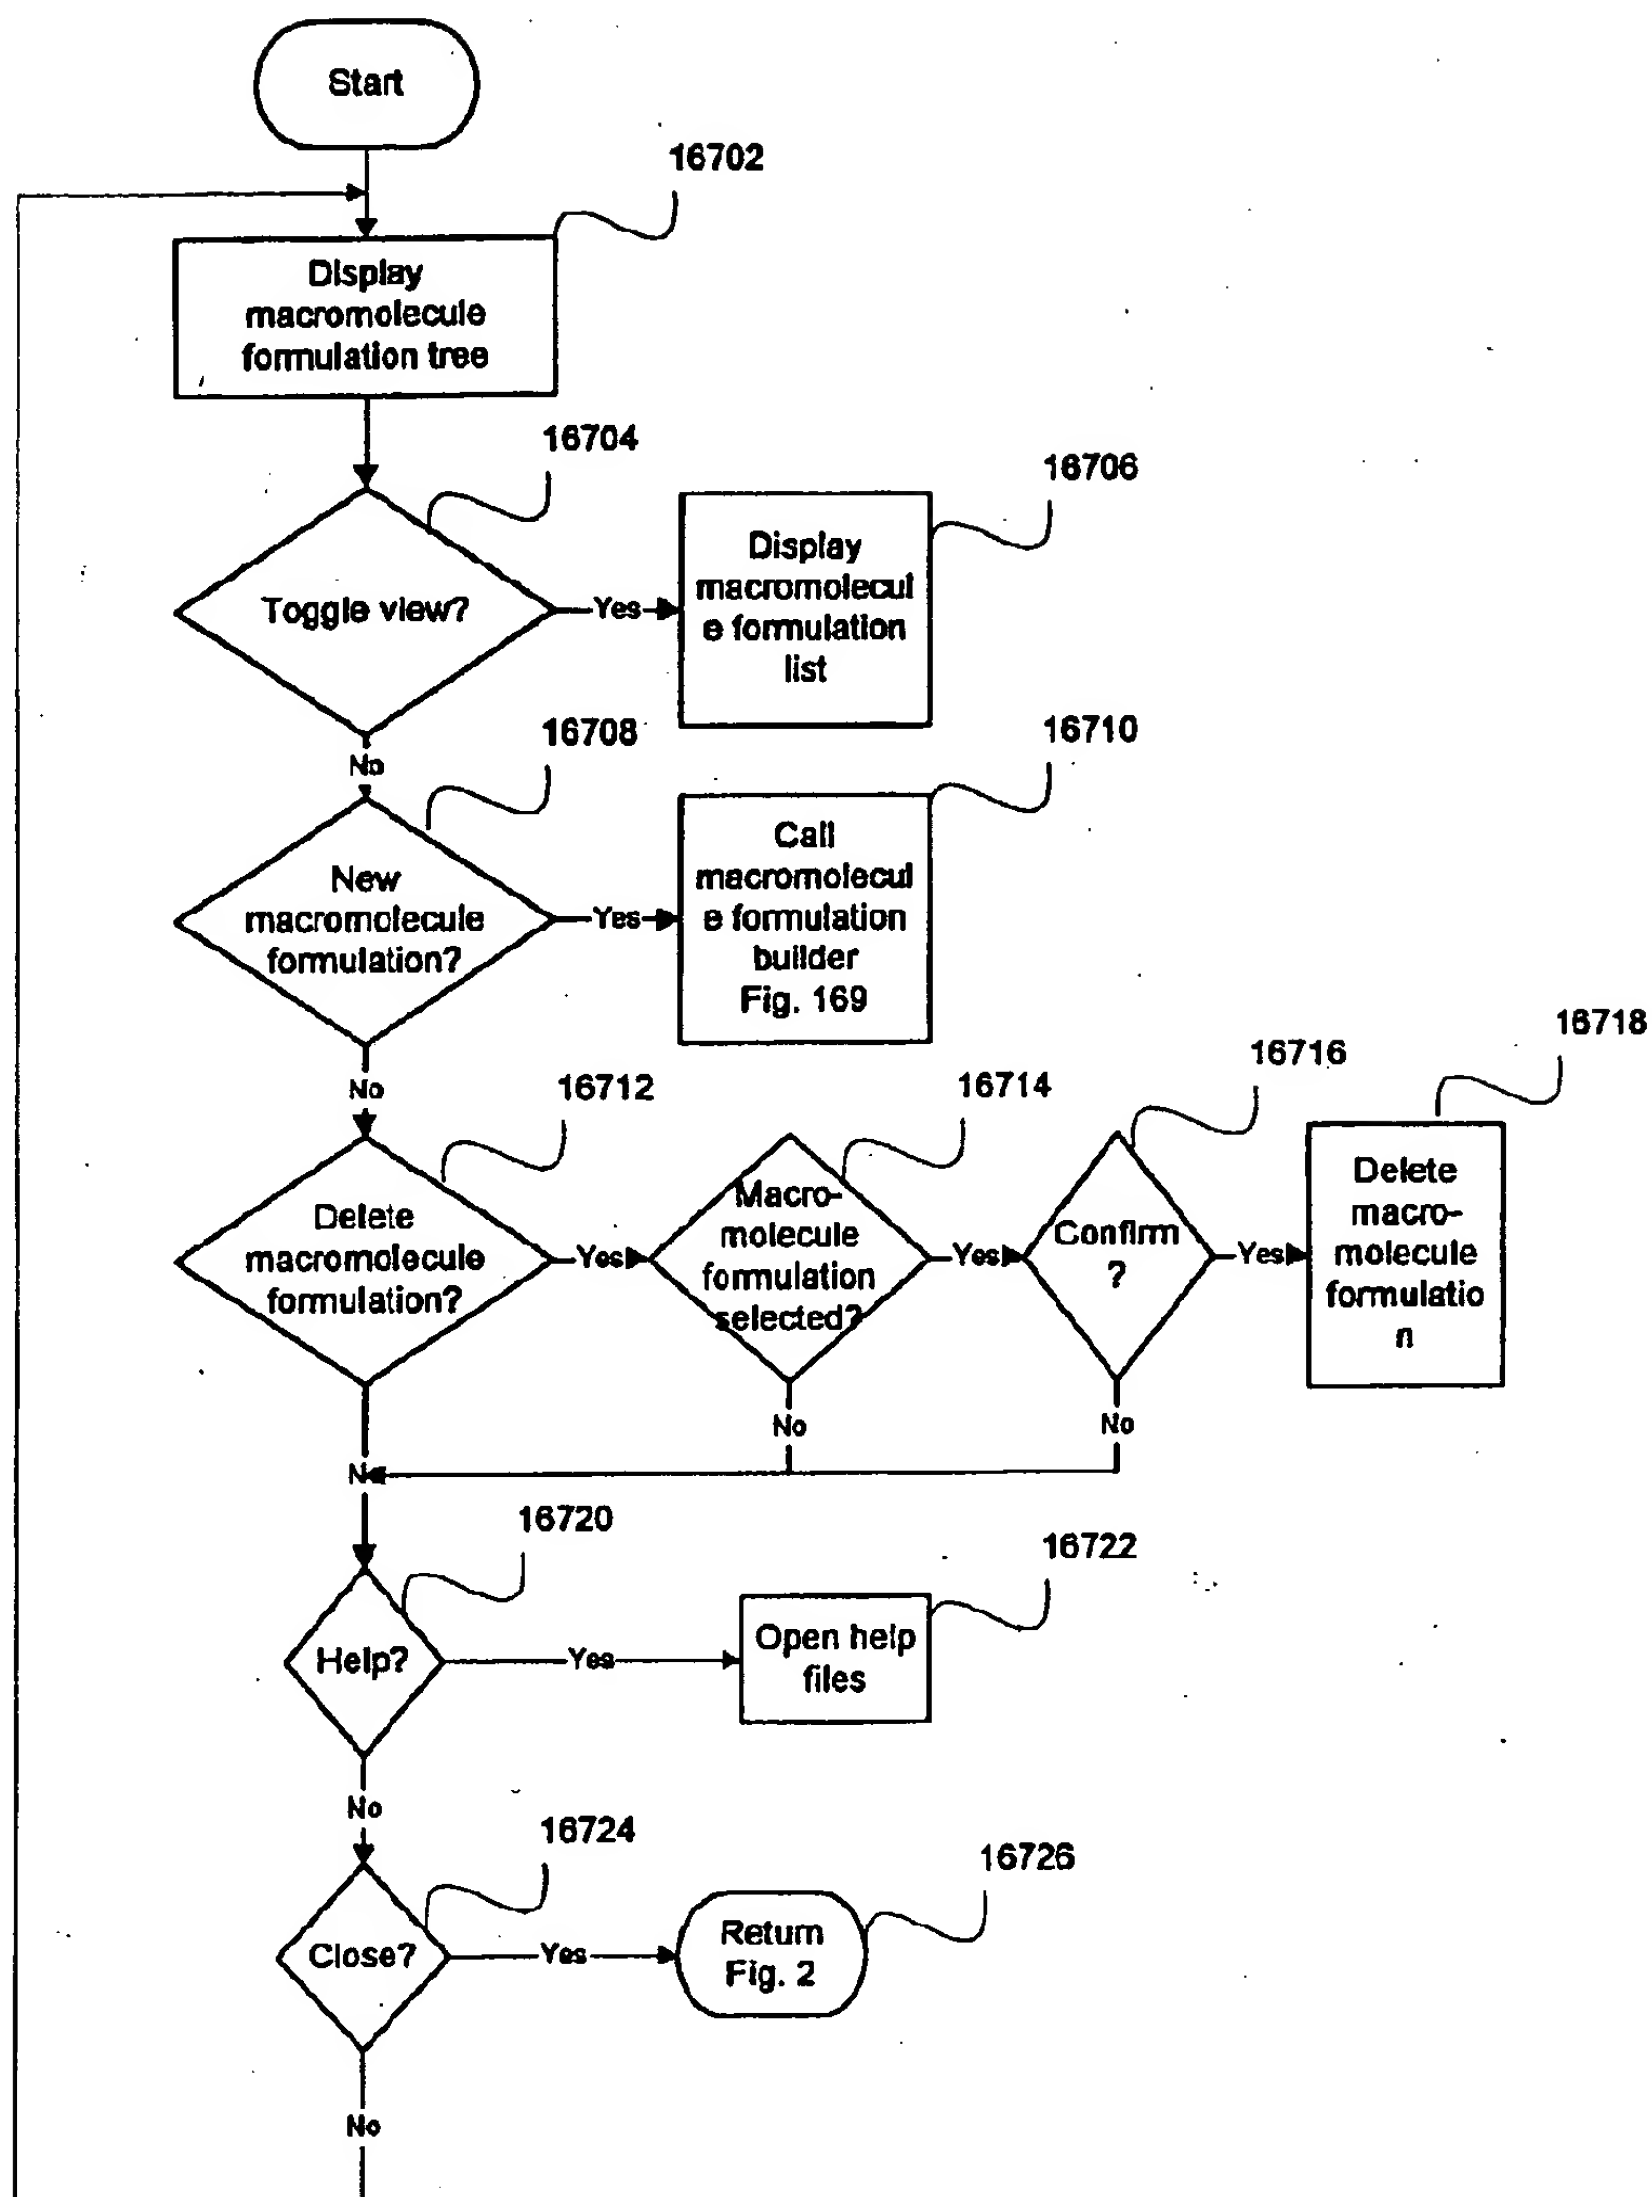 Start
16702
Display
macromolecule
formulation tree
16704
16706
Toggle view?
Yes
Display
macromolecul
e formulation
list
No
16708
16710
New
macromolecule
formulation?
Yes
Call
macromolecul
e formulation
builder
Fig. 169
No
16712
16714
16716
16718
Delete
macromolecule
formulation?
Yes
Macro-
molecule
formulation
selected?
Yes
Confirm
?
Yes
Delete
macro-
molecule
formulatio
n
No
No
N
16720
16722
Help?
Yes
Open help
files
No
16724
16726
Close?
Yes
Return
Fig. 2
No